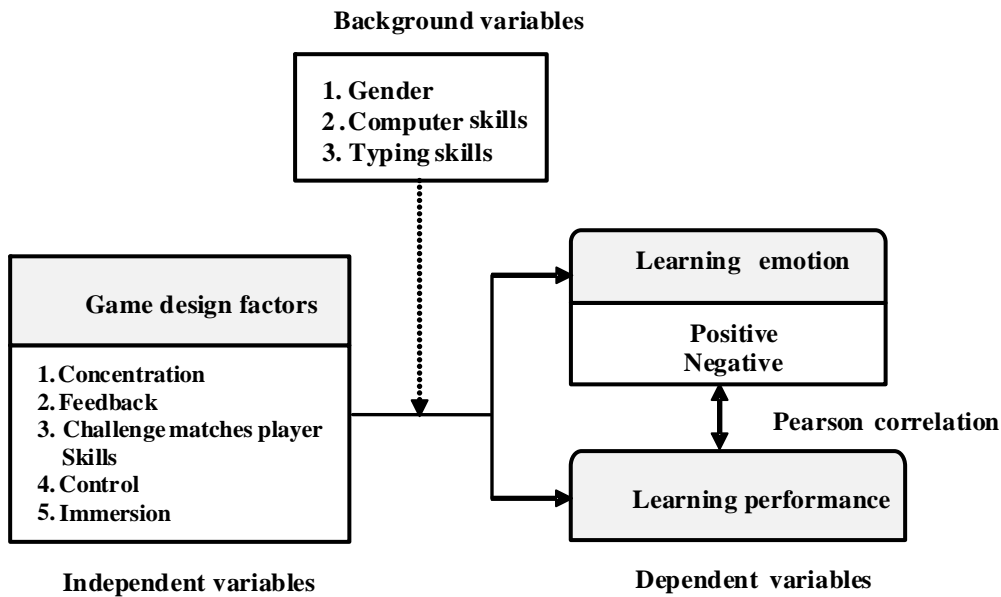 Background variables
1. Gender
2. Computer skills
3. Typing skills
Game design factors
1. Concentration
2. Feedback
3. Challenge matches player
Skills
4. Control
5. Immersion
Independent variables
Learning emotion
Positive
Negative
Pearson correlation
Learning performance
Dependent variables